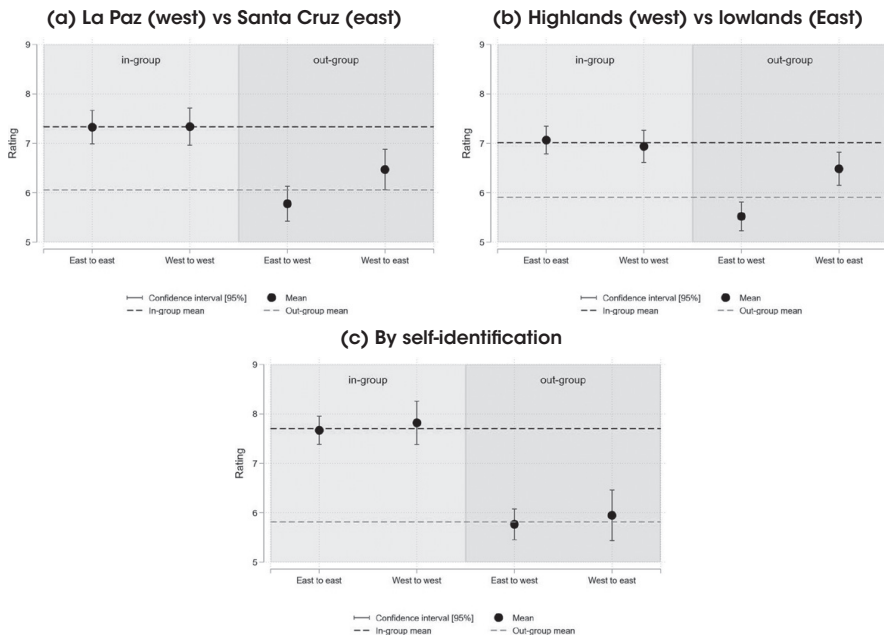 (a) La Paz (west) vs Santa Cruz (east)
9
8
7
6
5
Rating
in-group
out-group
East to east
West to west
East to west
West to east
Confidence interval [95%]
Mean
In-group mean
Out-group mean
(b) Highlands (west) vs lowlands (East)
9
8
7
6
5
Rating
in-group
out-group
East to east
West to west
East to west
West to east
Confidence interval [95%]
Mean
In-group mean
Out-group mean
(c) By self-identification
9
8
7
6
5
Rating
in-group
out-group
East to east
West to west
East to west
West to east
Confidence interval [95%]
Mean
In-group mean
Out-group mean